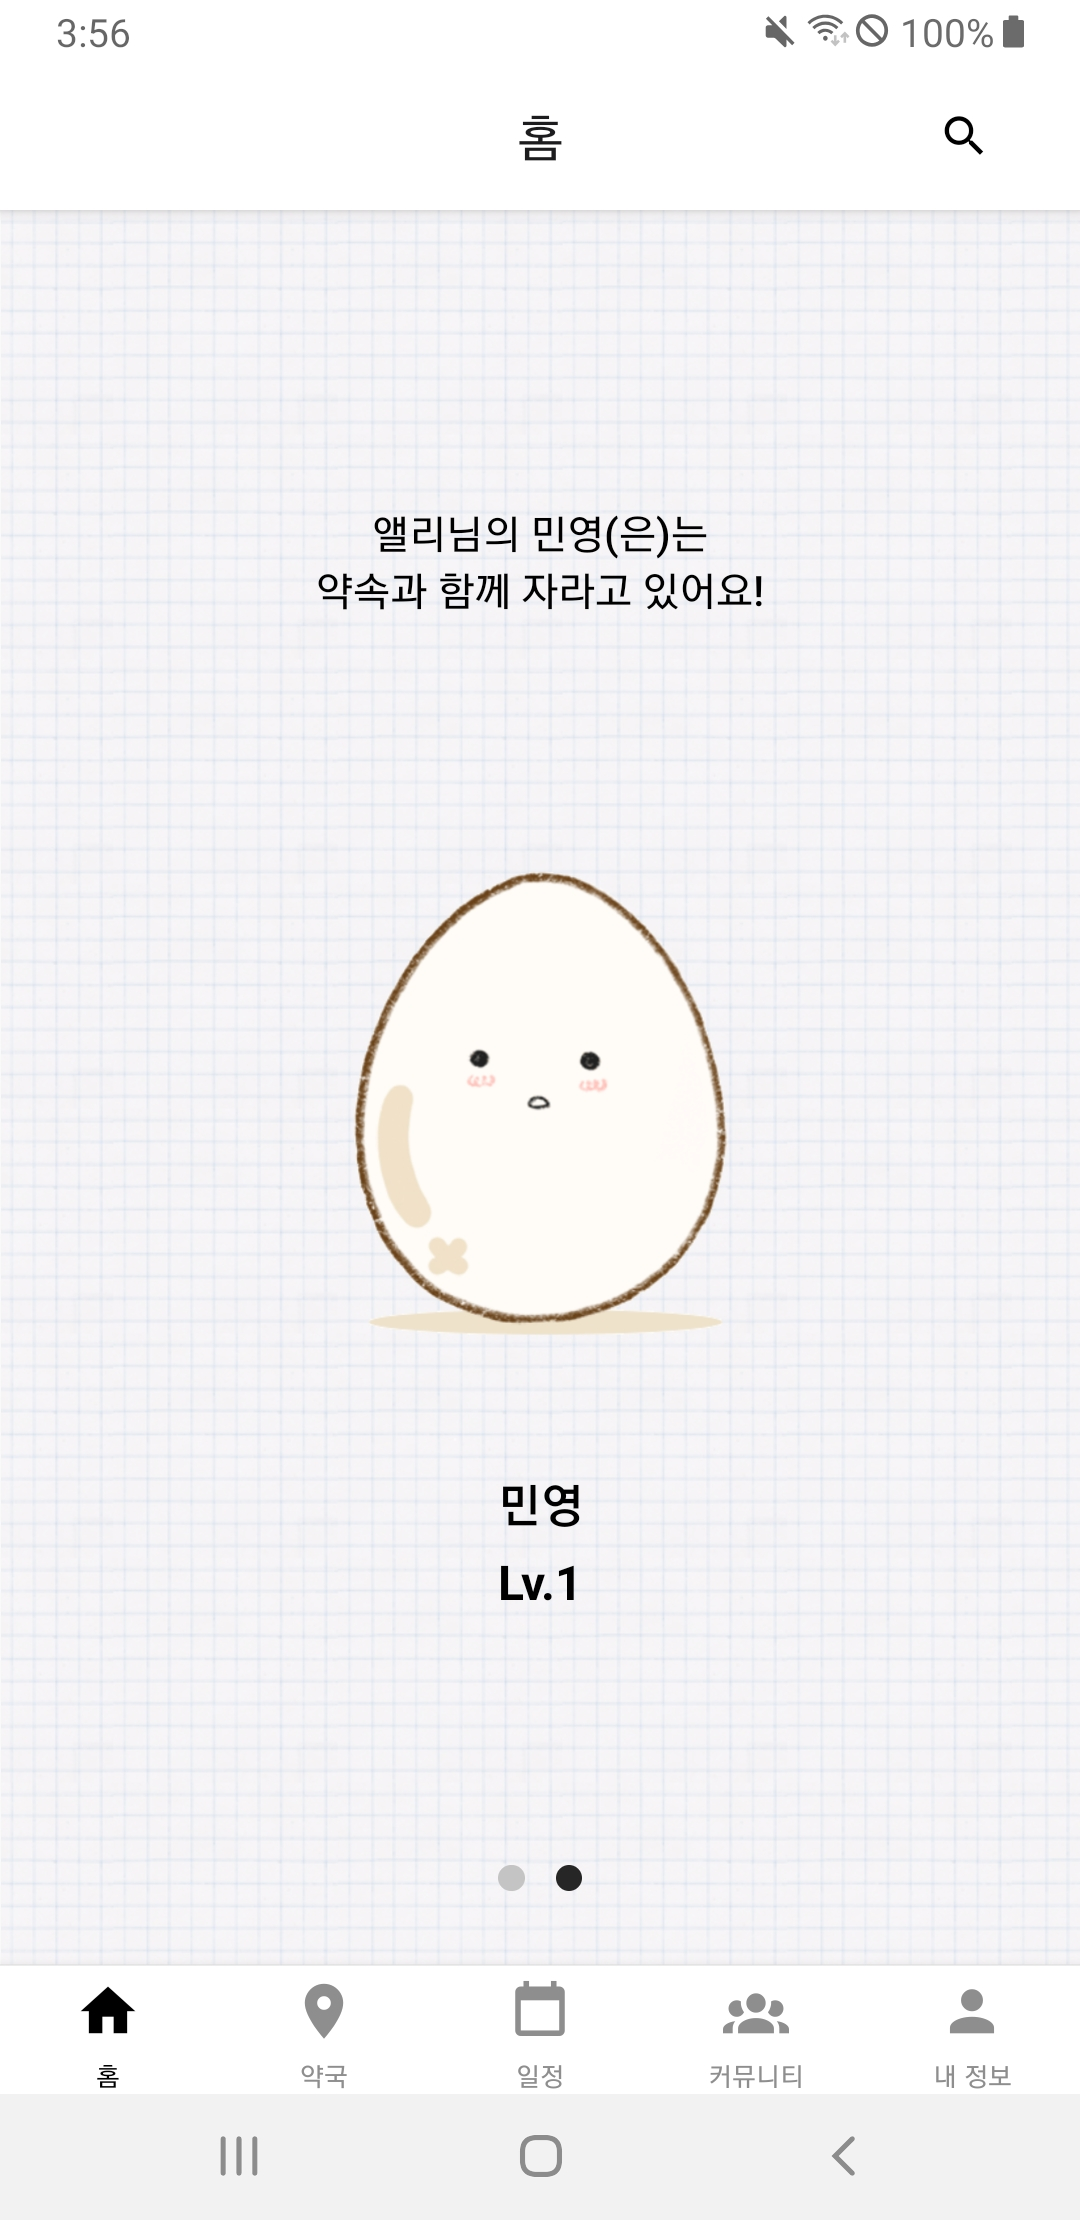 3:56
100%
홈
앨리님의 민영(은)는
약속과 함께 자라고 있어요!
민영
Lv.1
홈
약국
일정
커뮤니티
내 정보